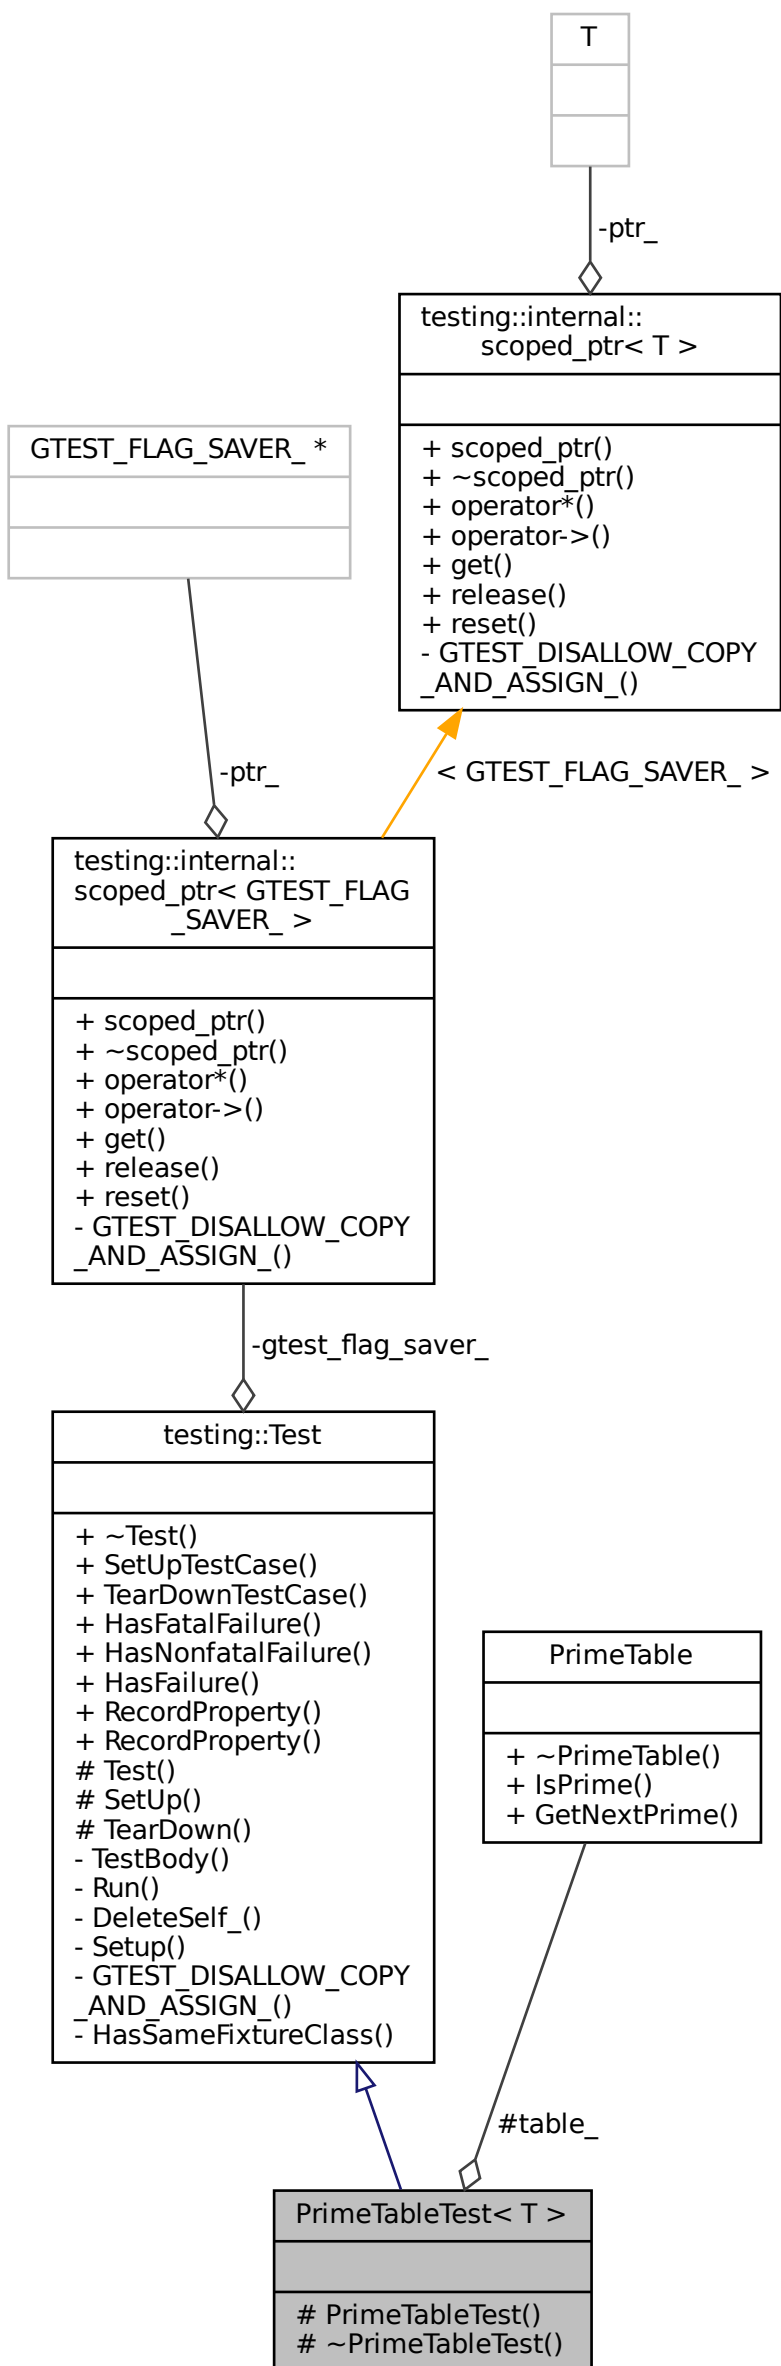 T
-ptr_
testing::internal::
scoped_ptr< T >
+ scoped_ptr()
+ ~scoped_ptr()
+ operator*()
+ operator->()
+ get()
+ release()
+ reset()
- GTEST_DISALLOW_COPY
_AND_ASSIGN_()
GTEST_FLAG_SAVER_ *
-ptr_
< GTEST_FLAG_SAVER_ >
testing::internal::
scoped_ptr< GTEST_FLAG
_SAVER_ >
+ scoped_ptr()
+ ~scoped_ptr()
+ operator*()
+ operator->()
+ get()
+ release()
+ reset()
- GTEST_DISALLOW_COPY
_AND_ASSIGN_()
-gtest_flag_saver_
testing::Test
+ ~Test()
+ SetUpTestCase()
+ TearDownTestCase()
+ HasFatalFailure()
+ HasNonfatalFailure()
+ HasFailure()
+ RecordProperty()
+ RecordProperty()
# Test()
# SetUp()
# TearDown()
- TestBody()
- Run()
- DeleteSelf_()
- Setup()
- GTEST_DISALLOW_COPY
_AND_ASSIGN_()
- HasSameFixtureClass()
PrimeTable
+ ~PrimeTable()
+ IsPrime()
+ GetNextPrime()
#table_
PrimeTableTest< T >
# PrimeTableTest()
# ~PrimeTableTest()